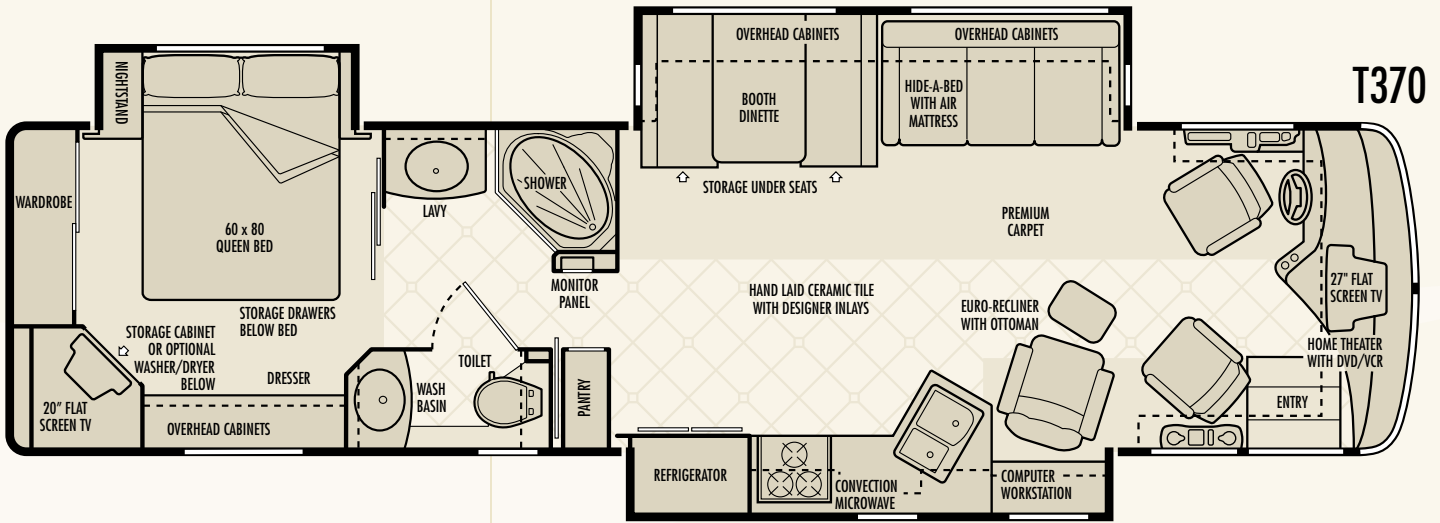 T370
OVERHEAD CABINETS
OVERHEAD CABINETS
NIGHTSTAND
BOOTH
DINETTE
HIDE-A-BED
WITH AIR
MATTRESS
STORAGE UNDER SEATS
WARDROBE
60 x 80
QUEEN BED
LAVY
SHOWER
PREMIUM
CARPET
MONITOR
PANEL
HAND LAID CERAMIC TILE
WITH DESIGNER INLAYS
EURO-RECLINER
WITH OTTOMAN
27" FLAT
SCREEN TV
HOME THEATER
WITH DVD/VCR
STORAGE DRAWERS
BELOW BED
STORAGE CABINET
OR OPTIONAL
WASHER/DRYER
BELOW
DRESSER
TOILET
WASH
BASIN
PANTRY
ENTRY
20" FLAT
SCREEN TV
OVERHEAD CABINETS
REFRIGERATOR
CONVECTION
MICROWAVE
COMPUTER
WORKSTATION